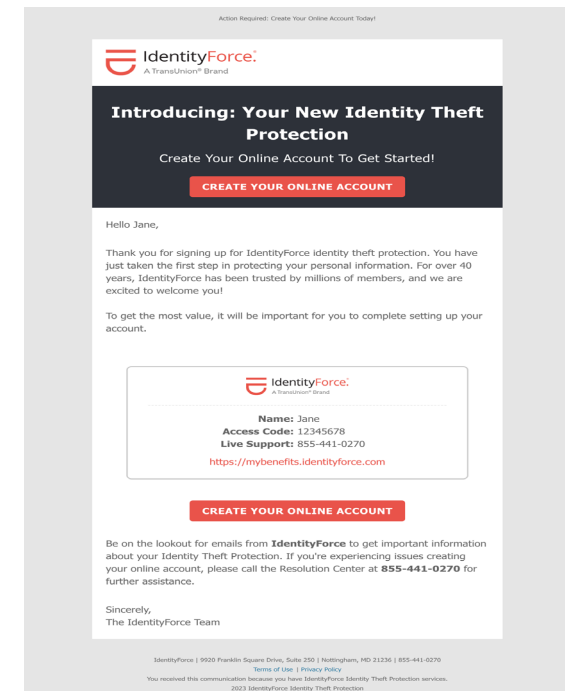 Action Required: Create Your Online Account Today!
IdentityForce®
A TransUnion® Brand
Introducing: Your New Identity Theft
Protection
Create Your Online Account To Get Started!
CREATE YOUR ONLINE ACCOUNT
Hello Jane,
Thank you for signing up for IdentityForce identity theft protection. You have
just taken the first step in protecting your personal information. For over 40
years, IdentityForce has been trusted by millions of members, and we are
excited to welcome you!
To get the most value, it will be important for you to complete setting up your
account.
IdentityForce®
A TransUnion® Brand
Name: Jane
Access Code: 12345678
Live Support: 855-441-0270
https://mybenefits.identityforce.com
CREATE YOUR ONLINE ACCOUNT
Be on the lookout for emails from IdentityForce to get important information
about your Identity Theft Protection. If you're experiencing issues creating
your online account, please call the Resolution Center at 855-441-0270 for
further assistance.
Sincerely,
The IdentityForce Team
IdentityForce | 9920 Franklin Square Drive, Suite 250 | Nottingham, MD 21236 | 855-441-0270
Terms of Use | Privacy Policy
You received this communication because you have IdentityForce Identity Theft Protection services.
2023 IdentityForce Identity Theft Protection